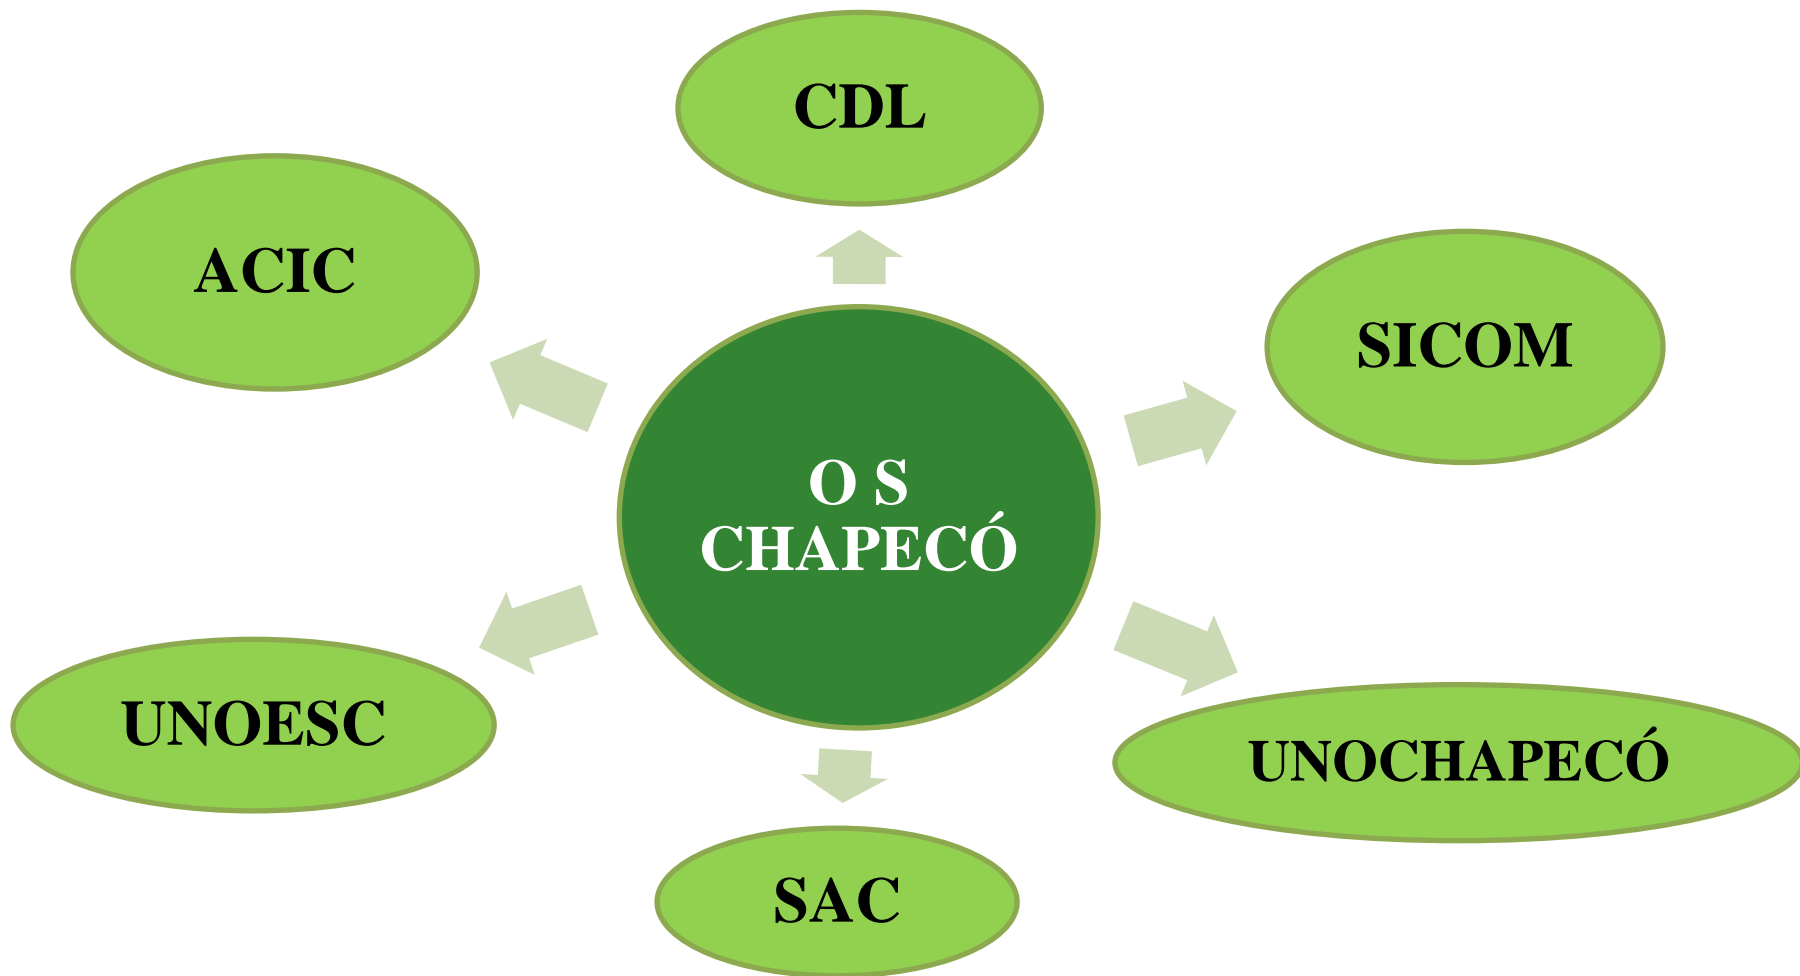 CDL
ACIC
SICOM
O S
CHAPECÓ
UNOESC
UNOCHAPECÓ
SAC